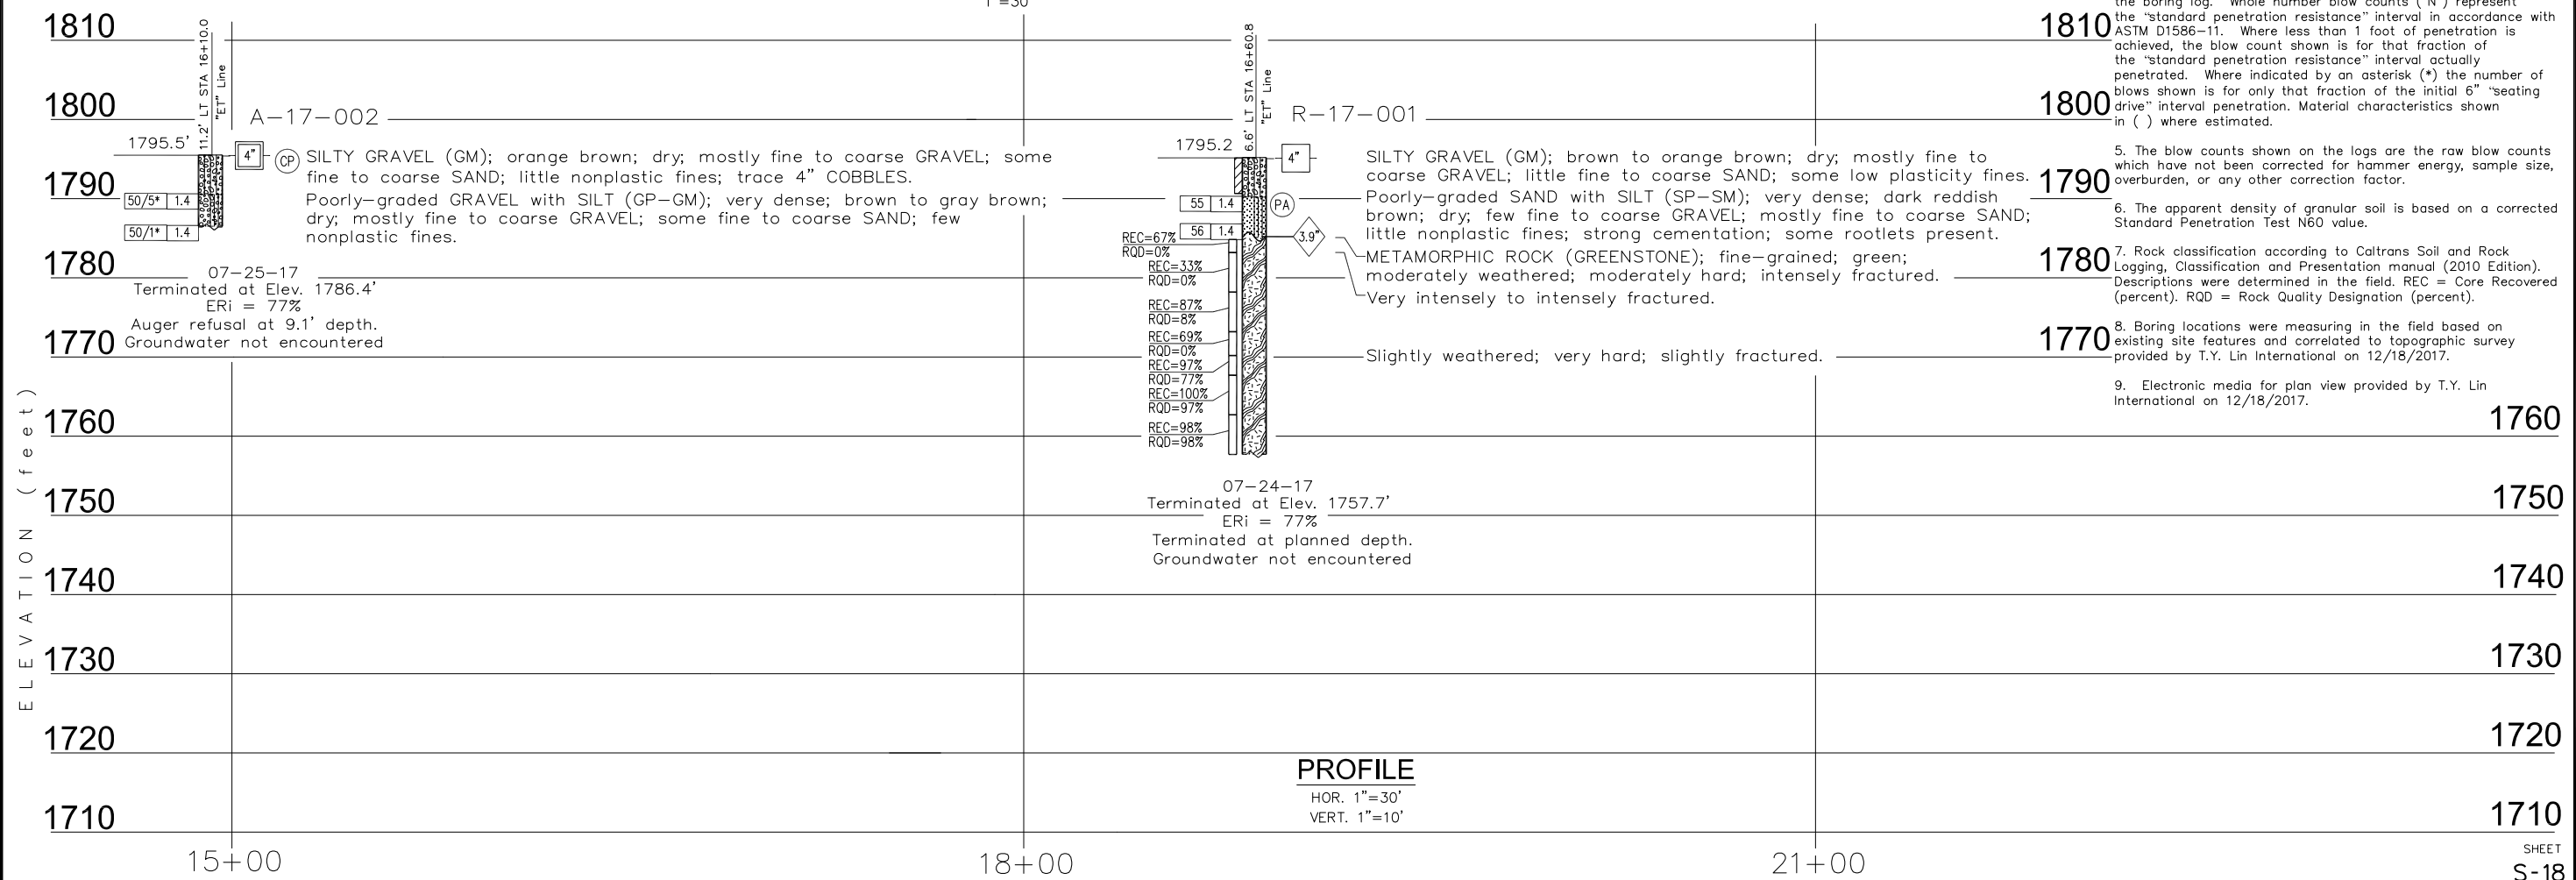 1"=30'
1810
1800
1790
1780
1770
1760
1750
1740
1730
1720
1710
ELEVATION (feet)
11.2' LT STA 16+10.0
"ET" Line
A-17-002
1795.5'
4"
CP
SILTY GRAVEL (GM); orange brown; dry; mostly fine to coarse GRAVEL; some
fine to coarse SAND; little nonplastic fines; trace 4" COBBLES.
Poorly-graded GRAVEL with SILT (GP-GM); very dense; brown to gray brown;
dry; mostly fine to coarse GRAVEL; some fine to coarse SAND; few
nonplastic fines.
50/5* 1.4
50/1* 1.4
07-25-17
Terminated at Elev. 1786.4'
ERi = 77%
Auger refusal at 9.1' depth.
Groundwater not encountered
6.6' LT STA 16+60.8
"ET" Line
R-17-001
1795.2
4"
SILTY GRAVEL (GM); brown to orange brown; dry; mostly fine to
coarse GRAVEL; little fine to coarse SAND; some low plasticity fines.
55 1.4
PA
Poorly-graded SAND with SILT (SP-SM); very dense; dark reddish
brown; dry; few fine to coarse GRAVEL; mostly fine to coarse SAND;
little nonplastic fines; strong cementation; some rootlets present.
56 1.4
3.9"
METAMORPHIC ROCK (GREENSTONE); fine-grained; green;
moderately weathered; moderately hard; intensely fractured.
Very intensely to intensely fractured.
Slightly weathered; very hard; slightly fractured.
REC=67%
RQD=0%
REC=33%
RQD=0%
REC=87%
RQD=8%
REC=69%
RQD=0%
REC=97%
RQD=77%
REC=100%
RQD=97%
REC=98%
RQD=98%
07-24-17
Terminated at Elev. 1757.7'
ERi = 77%
Terminated at planned depth.
Groundwater not encountered
the boring log. Whole number blow counts ("N") represent
the "standard penetration resistance" interval in accordance with
ASTM D1586-11. Where less than 1 foot of penetration is
achieved, the blow count shown is for that fraction of
the "standard penetration resistance" interval actually
penetrated. Where indicated by an asterisk (*) the number of
blows shown is for only that fraction of the initial 6" "seating
drive" interval penetration. Material characteristics shown
in ( ) where estimated.
5. The blow counts shown on the logs are the raw blow counts
which have not been corrected for hammer energy, sample size,
overburden, or any other correction factor.
6. The apparent density of granular soil is based on a corrected
Standard Penetration Test N60 value.
7. Rock classification according to Caltrans Soil and Rock
Logging, Classification and Presentation manual (2010 Edition).
Descriptions were determined in the field. REC = Core Recovered
(percent). RQD = Rock Quality Designation (percent).
8. Boring locations were measuring in the field based on
existing site features and correlated to topographic survey
provided by T.Y. Lin International on 12/18/2017.
9. Electronic media for plan view provided by T.Y. Lin
International on 12/18/2017.
1810
1800
1790
1780
1770
1760
1750
1740
1730
1720
1710
PROFILE
HOR. 1"=30'
VERT. 1"=10'
15+00
18+00
21+00
SHEET
S-18